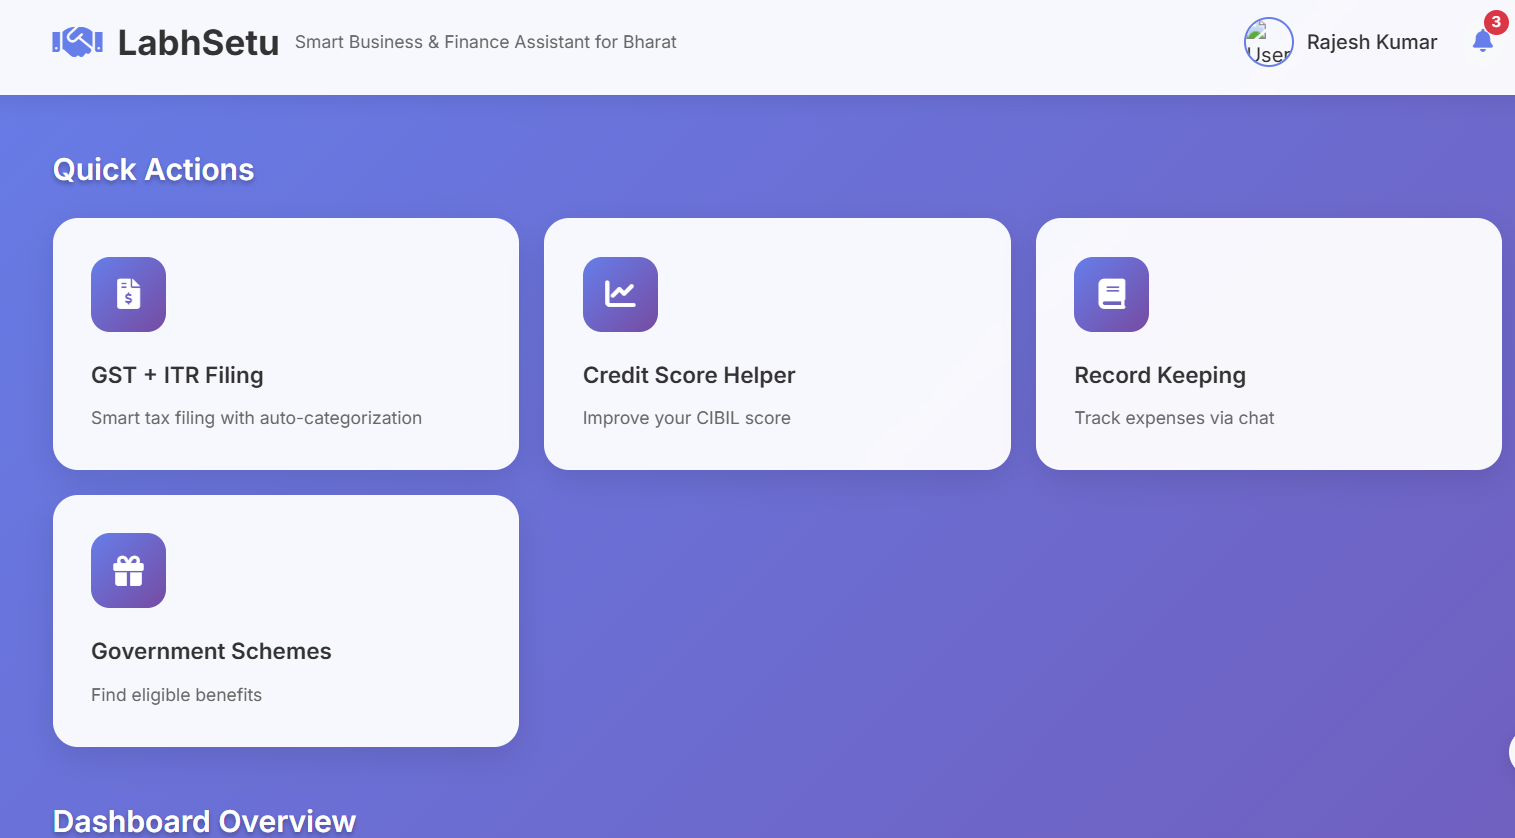 LabhSetu
Smart Business & Finance Assistant for Bharat
User
Rajesh Kumar
3
Quick Actions
GST + ITR Filing
Smart tax filing with auto-categorization
Credit Score Helper
Improve your CIBIL score
Record Keeping
Track expenses via chat
Government Schemes
Find eligible benefits
Dashboard Overview